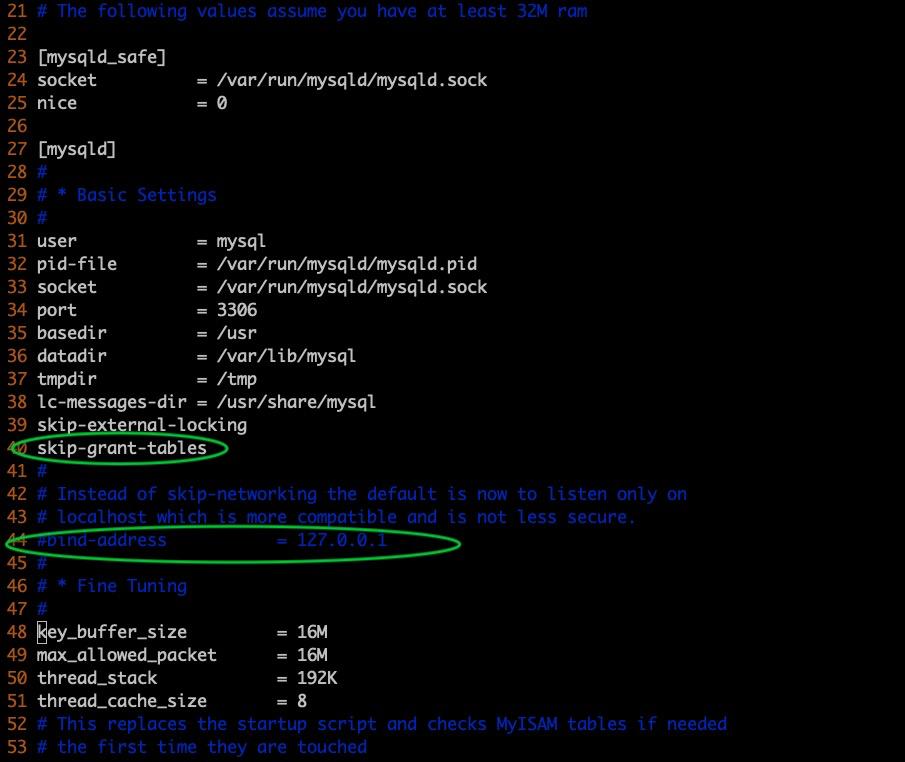 21 # The following values assume you have at least 32M ram
22
23 [mysqld_safe]
24 socket          = /var/run/mysqld/mysqld.sock
25 nice            = 0
26
27 [mysqld]
28 #
29 # * Basic Settings
30 #
31 user            = mysql
32 pid-file        = /var/run/mysqld/mysqld.pid
33 socket          = /var/run/mysqld/mysqld.sock
34 port            = 3306
35 basedir         = /usr
36 datadir         = /var/lib/mysql
37 tmpdir          = /tmp
38 lc-messages-dir = /usr/share/mysql
39 skip-external-locking
40 skip-grant-tables
41 #
42 # Instead of skip-networking the default is now to listen only on
43 # localhost which is more compatible and is not less secure.
44 #bind-address           = 127.0.0.1
45 #
46 # * Fine Tuning
47 #
48 key_buffer_size         = 16M
49 max_allowed_packet      = 16M
50 thread_stack            = 192K
51 thread_cache_size       = 8
52 # This replaces the startup script and checks MyISAM tables if needed
53 # the first time they are touched